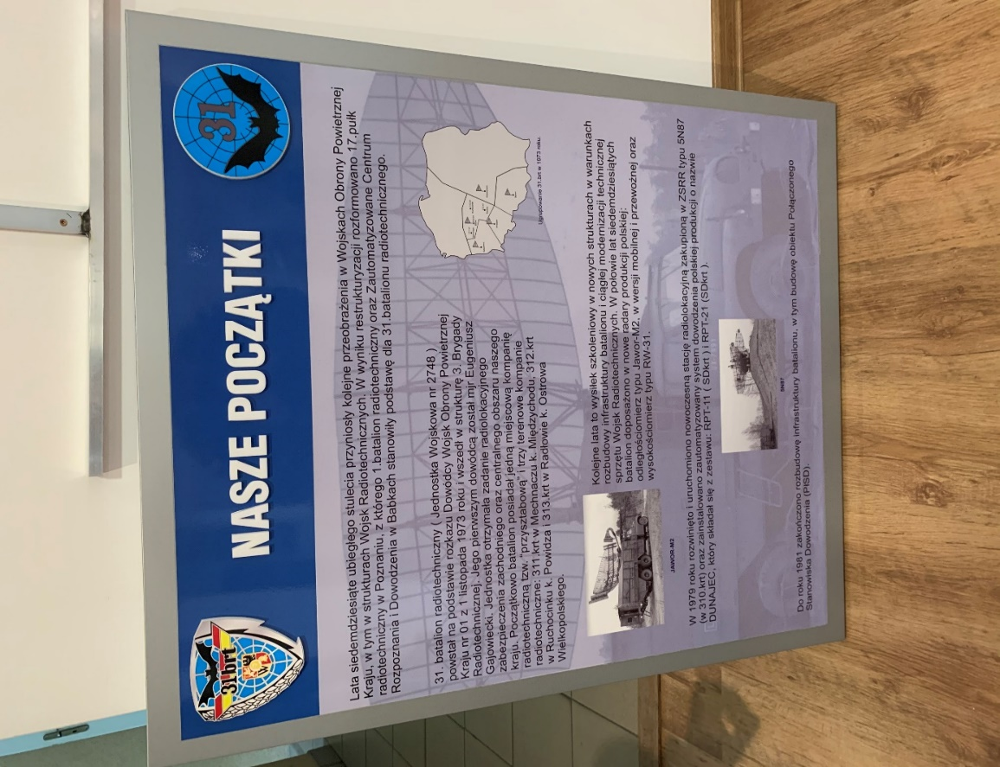 31.brt
NASZE POCZĄTKI
31
Lata siedemdziesiąte ubiegłego stulecia przyniosły kolejne przeobrażenia w Wojskach Obrony Powietrznej
Kraju, w tym w strukturach Wojsk Radiotechnicznych. W wyniku restrukturyzacji rozformowano 17.pułk
radiotechniczny w Poznaniu, z którego 1.batalion radiotechniczny oraz Zautomatyzowane Centrum
Rozpoznania i Dowodzenia w Babkach stanowiły podstawę dla 31.batalionu radiotechnicznego.
31. batalion radiotechniczny ( Jednostka Wojskowa nr 2748 )
powstał na podstawie rozkazu Dowódcy Wojsk Obrony Powietrznej
Kraju nr 01 z 1 listopada 1973 roku i wszedł w strukturę 3. Brygady
Radiotechnicznej. Jego pierwszym dowódcą został mjr Eugeniusz
Gajowiecki. Jednostka otrzymała zadanie radiolokacyjnego
zabezpieczenia zachodniego oraz centralnego obszaru naszego
kraju. Początkowo batalion posiadał jedną miejscową kompanię
radiotechniczną tzw. "przysztabową" i trzy terenowe kompanie
radiotechniczne: 311.krt w Mechnaczu k. Międzychodu, 312.krt
w Ruchocinku k. Powidza i 313.krt w Radłowie k. Ostrowa
Wielkopolskiego.
Ugrupowanie 31.brt w 1973 roku.
JAWOR-M2
Kolejne lata to wysiłek szkoleniowy w nowych strukturach w warunkach
rozbudowy infrastruktury batalionu i ciągłej modernizacji technicznej
sprzętu Wojsk Radiotechnicznych. W połowie lat siedemdziesiątych
batalion doposażono w nowe radary produkcji polskiej:
odległościomierz typu Jawor-M2, w wersji mobilnej i przewoźnej oraz
wysokościomierz typu RW-31.
W 1979 roku rozwinięto i uruchomiono nowoczesną stację radiolokacyjną zakupioną w ZSRR typu 5N87
(w 310.krt) oraz zainstalowano zautomatyzowany system dowodzenia polskiej produkcji o nazwie
DUNAJEC, który składał się z zestawu: RPT-11 ( SDkrt ) i RPT-21 (SDkrt ).
5N87
Do roku 1981 zakończono rozbudowę infrastruktury batalionu, w tym budowę obiektu Połączonego
Stanowiska Dowodzenia (PISD).